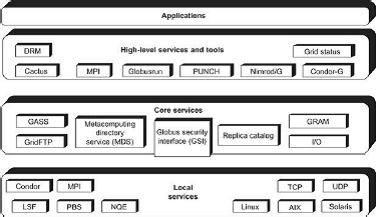 Applications
High-level services and tools
DRM
Grid status
Cactus
MPI
Globusrun
PUNCH
Nimrod/G
Condor-G
Core services
GASS
Metacomputing
directory
service (MDS)
Globus security
interface (GSI)
Replica catalog
GRAM
GridFTP
I/O
Local
services
Condor
MPI
TCP
UDP
LSF
PBS
NQE
Linux
AIX
Solaris